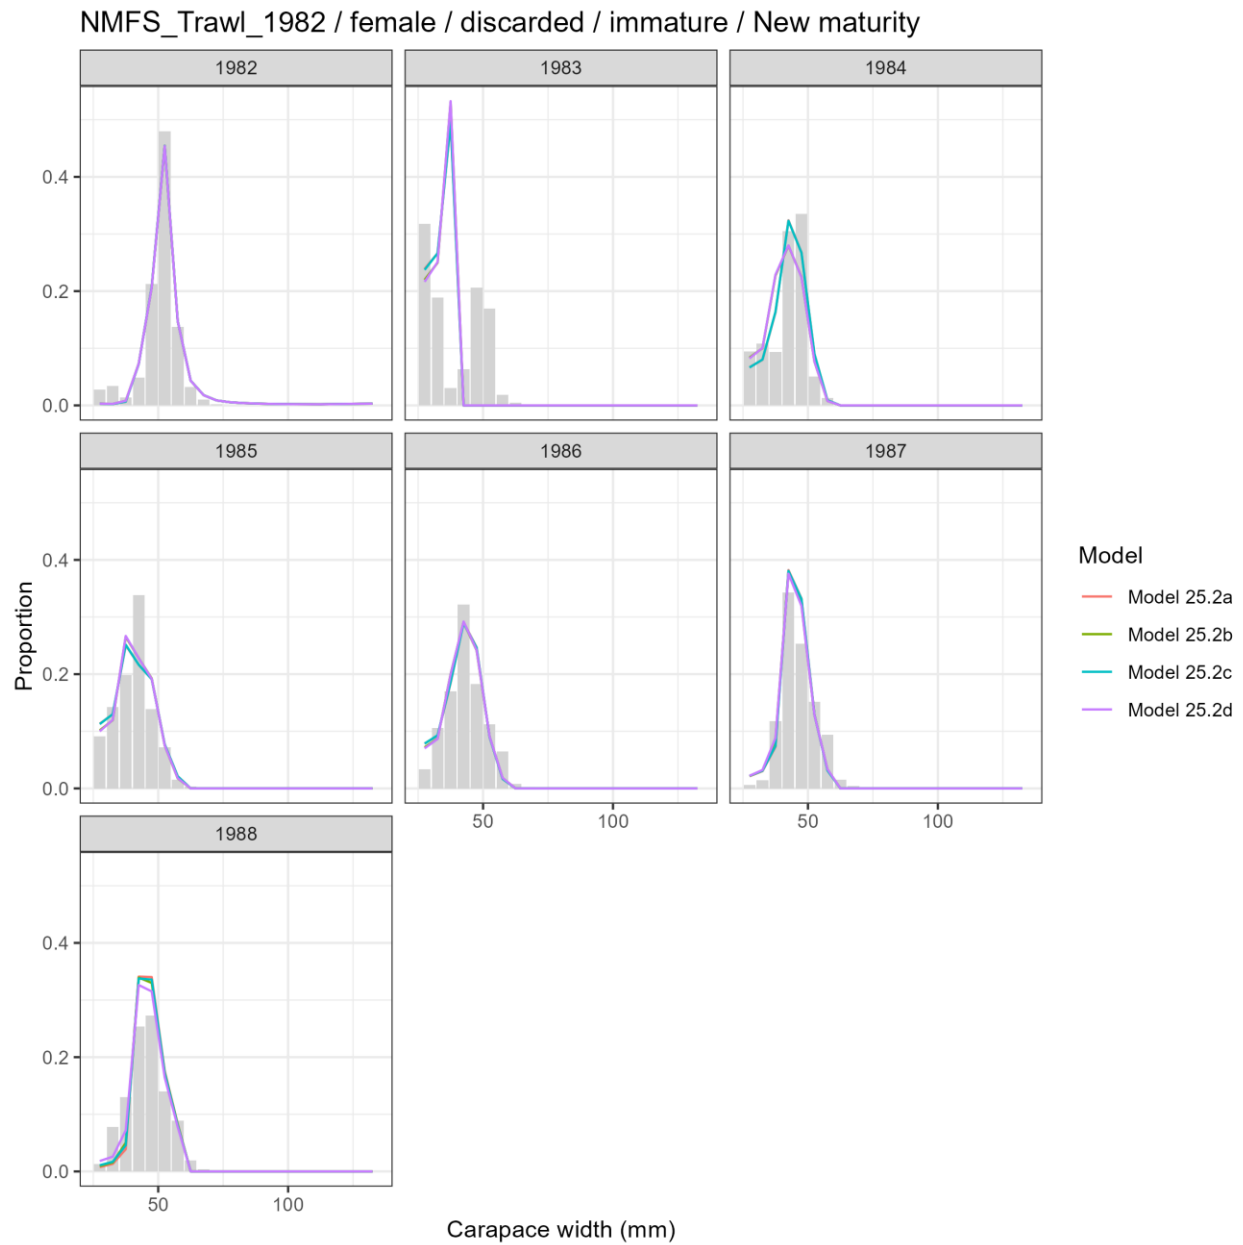 NMFS_Trawl_1982 / female / discarded / immature / New maturity
1982
1983
1984
0.4
0.2
0.0
1985
1986
1987
0.4
0.2
0.0
50
100
50
100
1988
0.4
0.2
0.0
50
100
Proportion
Carapace width (mm)
Model
Model 25.2a
Model 25.2b
Model 25.2c
Model 25.2d